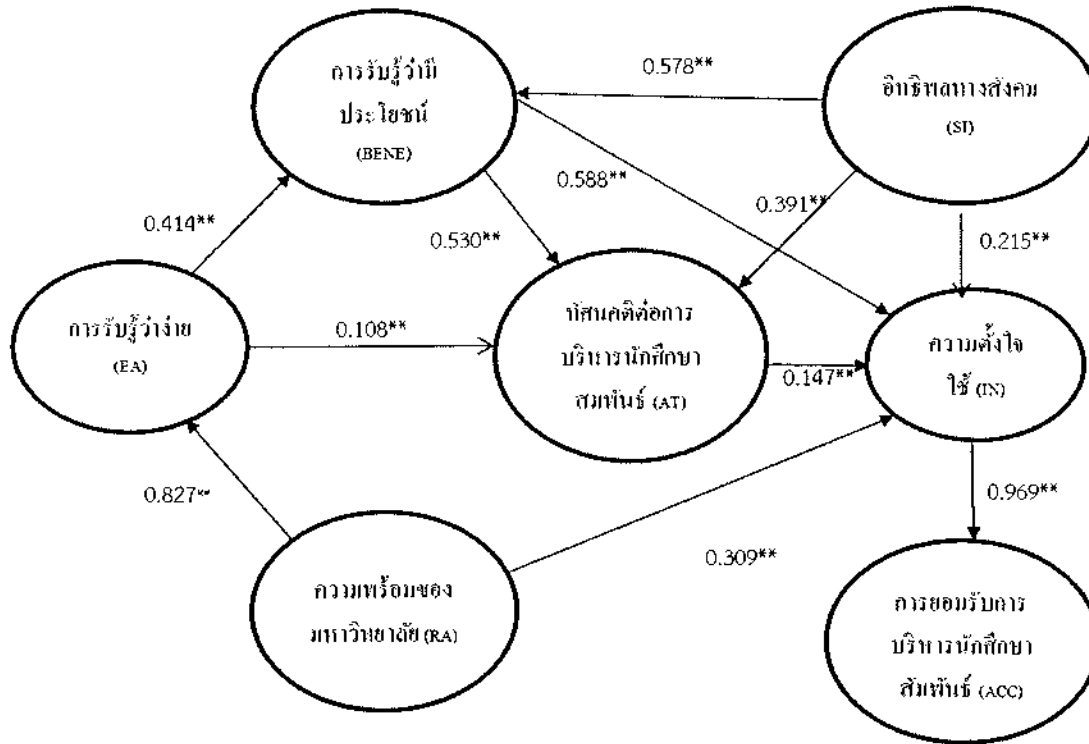 การรับรู้ว่ามี
ประโยชน์
(BENE)
0.578**
อิทธิพลทางสังคม
(SI)
0.588**
0.391**
0.414**
0.530**
0.215**
การรับรู้ว่าง่าย
(EA)
0.108**
ทัศนคติต่อการ
บริหารนักศึกษา
สมพันธ์ (AT)
0.147**
ความตั้งใจ
ใช้ (IN)
0.827**
0.969**
0.309**
ความพร้อมของ
มหาวิทยาลัย (RA)
การยอมรับการ
บริหารนักศึกษา
สัมพันธ์ (ACC)